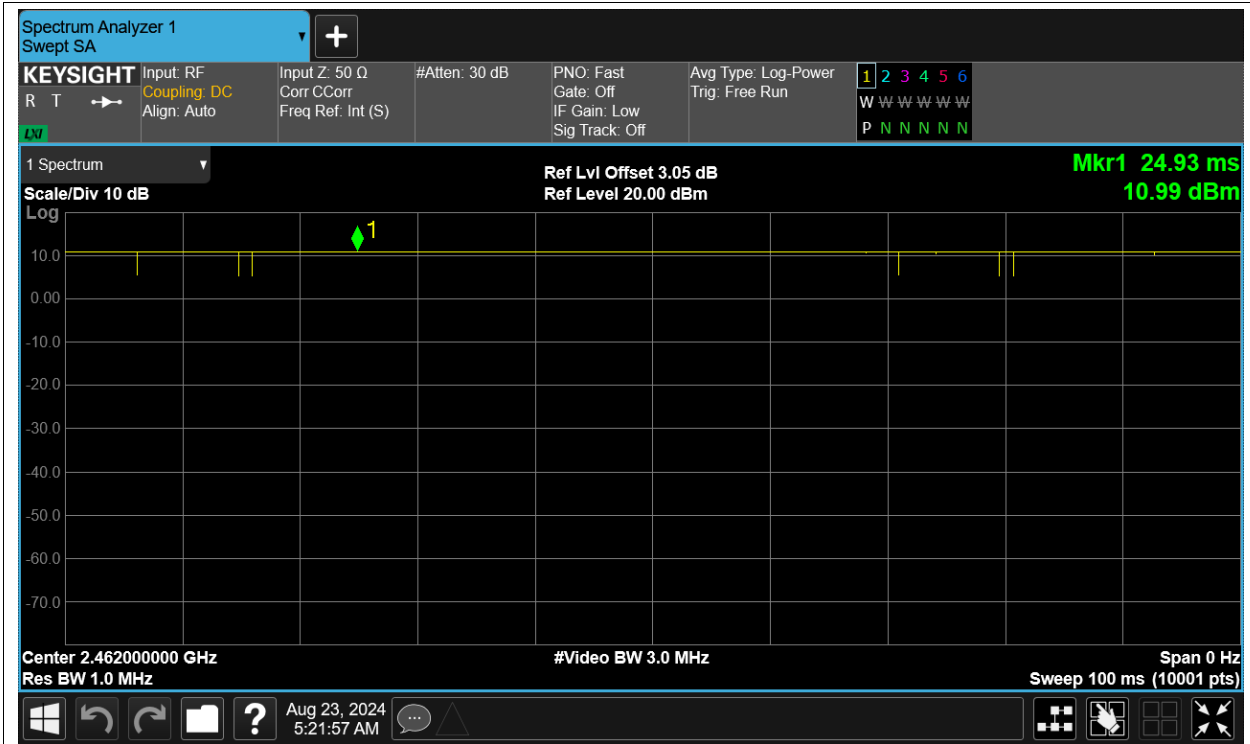 Spectrum Analyzer 1
Swept SA
KEYSIGHT
R T
LXI
Input: RF
Coupling: DC
Align: Auto
Input Z: 50 Ω
Corr CCorr
Freq Ref: Int (S)
#Atten: 30 dB
PNO: Fast
Gate: Off
IF Gain: Low
Sig Track: Off
Avg Type: Log-Power
Trig: Free Run
1 2 3 4 5 6
W W W W W W
P N N N N N
1 Spectrum
Scale/Div 10 dB
Log
Ref Lvl Offset 3.05 dB
Ref Level 20.00 dBm
Mkr1 24.93 ms
10.99 dBm
1
10.0
0.00
-10.0
-20.0
-30.0
-40.0
-50.0
-60.0
-70.0
Center 2.462000000 GHz
#Video BW 3.0 MHz
Span 0 Hz
Res BW 1.0 MHz
Sweep 100 ms (10001 pts)
?
Aug 23, 2024
5:21:57 AM